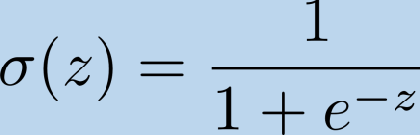 σ(z) = 1 / (1 + e^{-z})